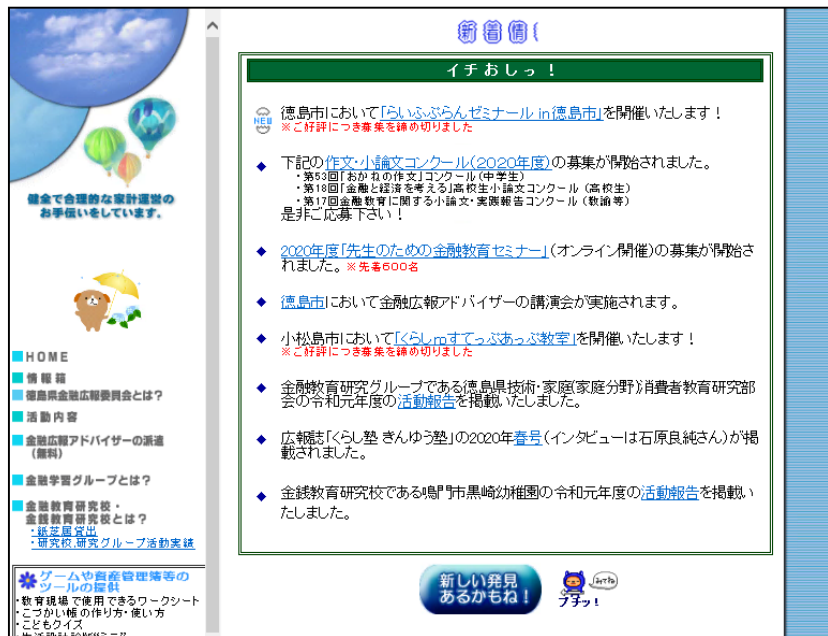 健全で合理的な家計運営の
お手伝いをしています。
HOME
情報箱
徳島県金融広報委員会とは?
活動内容
金融広報アドバイザーの派遣
(無料)
金融学習グループとは?
金融教育研究校・
金銭教育研究校とは?
・紙芝居貸出
・研究校,研究グループ活動実績
ゲームや資産管理簿等の
ツールの提供
・教育現場で使用できるワークシート
・こづかい帳の作り方・使い方
・こどもクイズ
新着情
イチおしっ!
NEW
徳島市において「らいふぷらんゼミナール in徳島市」を開催いたします!
※ご好評につき募集を締め切りました
下記の作文・小論文コンクール(2020年度)の募集が開始されました。
・第53回「おかねの作文」コンクール(中学生)
・第18回「金融と経済を考える」高校生小論文コンクール(高校生)
・第17回金融教育に関する小論文・実践報告コンクール(教諭等)
是非ご応募下さい!
2020年度「先生のための金融教育セミナー」(オンライン開催)の募集が開始さ
れました。※先着600名
徳島市において金融広報アドバイザーの講演会が実施されます。
小松島市において「くらしmすてっぷあっぷ教室」を開催いたします!
※ご好評につき募集を締め切りました
金融教育研究グループである徳島県技術・家庭(家庭分野)消費者教育研究部
会の令和元年度の活動報告を掲載いたしました。
広報誌「くらし塾 きんゆう塾」の2020年春号(インタビューは石原良純さん)が掲
載されました。
金銭教育研究校である鳴門市黒崎幼稚園の令和元年度の活動報告を掲載い
たしました。
新しい発見
あるかもね!
みてね
プチッ!